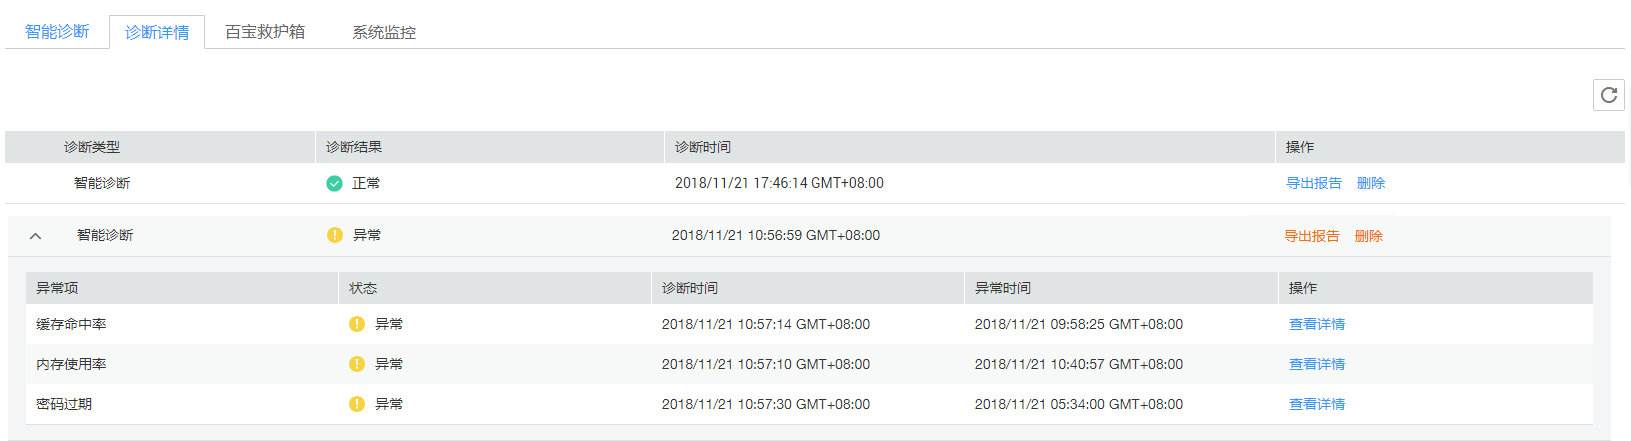 智能诊断 诊断详情 百宝救护箱 系统监控
诊断类型 诊断结果 诊断时间 操作
智能诊断 正常 2018/11/21 17:46:14 GMT+08:00 导出报告 删除
智能诊断 异常 2018/11/21 10:56:59 GMT+08:00 导出报告 删除
异常项 状态 诊断时间 异常时间 操作
缓存命中率 异常 2018/11/21 10:57:14 GMT+08:00 2018/11/21 09:58:25 GMT+08:00 查看详情
内存使用率 异常 2018/11/21 10:57:10 GMT+08:00 2018/11/21 10:40:57 GMT+08:00 查看详情
密码过期 异常 2018/11/21 10:57:30 GMT+08:00 2018/11/21 05:34:00 GMT+08:00 查看详情